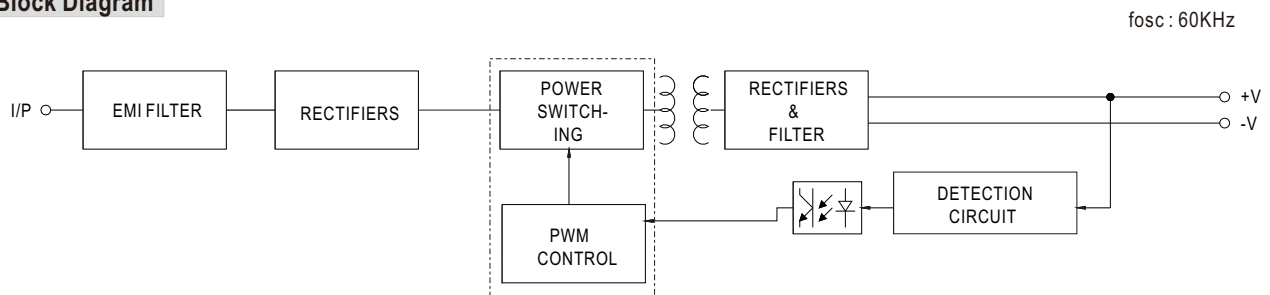 Block Diagram
fosc : 60KHz
I/P
EMI FILTER
RECTIFIERS
POWER
SWITCH-
ING
RECTIFIERS
&
FILTER
+V
-V
DETECTION
CIRCUIT
PWM
CONTROL